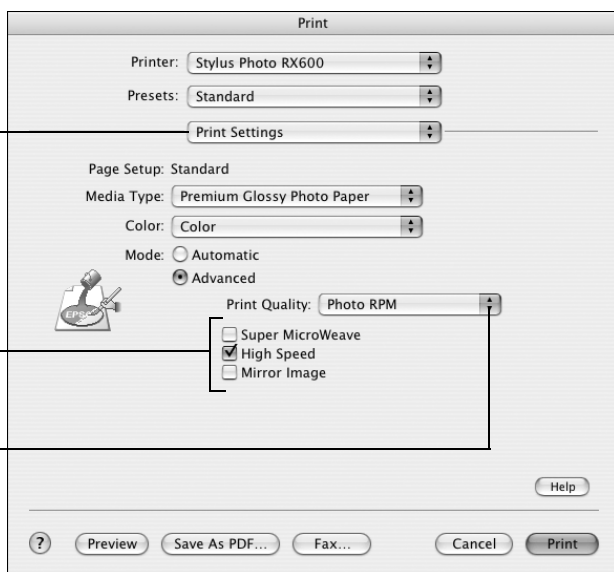 Print
Printer: Stylus Photo RX600
Presets: Standard
Print Settings
Page Setup: Standard
Media Type: Premium Glossy Photo Paper
Color: Color
Mode: Automatic
Advanced
EPSON
Print Quality: Photo RPM
Super MicroWeave
High Speed
Mirror Image
Help
? Preview Save As PDF... Fax... Cancel Print